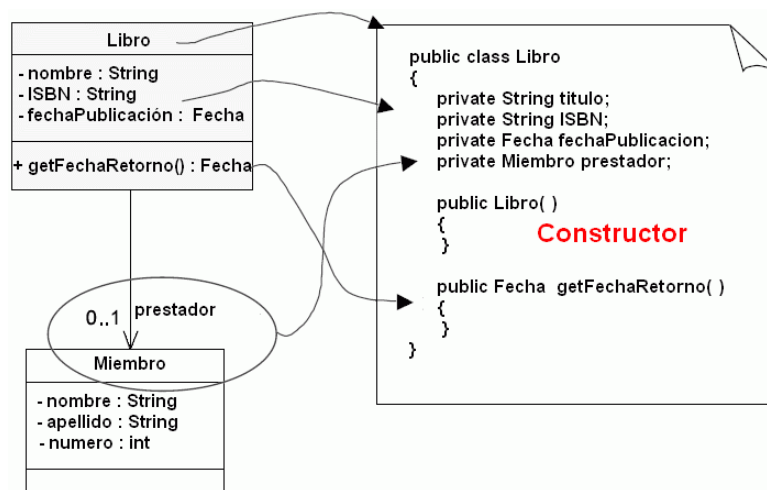 Libro
- nombre : String
- ISBN : String
- fechaPublicación : Fecha
+ getFechaRetorno() : Fecha
0..1
prestador
Miembro
- nombre : String
- apellido : String
- numero : int
public class Libro
{
private String titulo;
private String ISBN;
private Fecha fechaPublicacion;
private Miembro prestador;
public Libro( )
{
}
Constructor
public Fecha getFechaRetorno( )
{
}
}